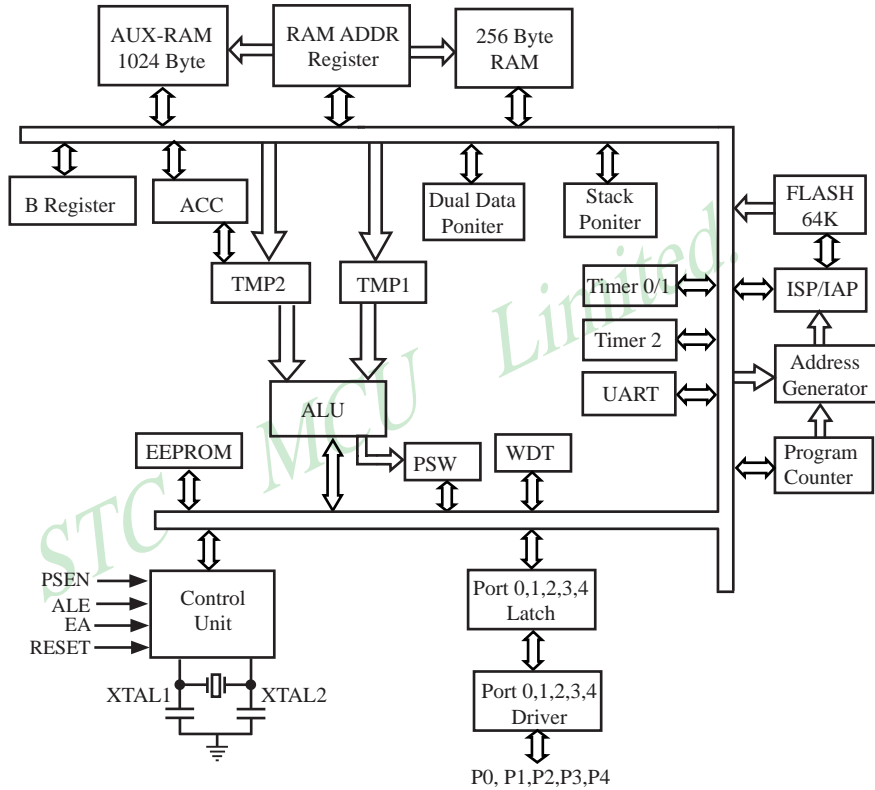 AUX-RAM
1024 Byte
RAM ADDR
Register
256 Byte
RAM
B Register
ACC
Dual Data
Poniter
Stack
Poniter
FLASH
64K
TMP2
TMP1
Timer 0/1
ISP/IAP
Timer 2
Address
Generator
UART
ALU
EEPROM
PSW
WDT
Program
Counter
STC MCU Limited.
PSEN
ALE
EA
RESET
Control
Unit
Port 0,1,2,3,4
Latch
XTAL1
XTAL2
Port 0,1,2,3,4
Driver
P0, P1,P2,P3,P4